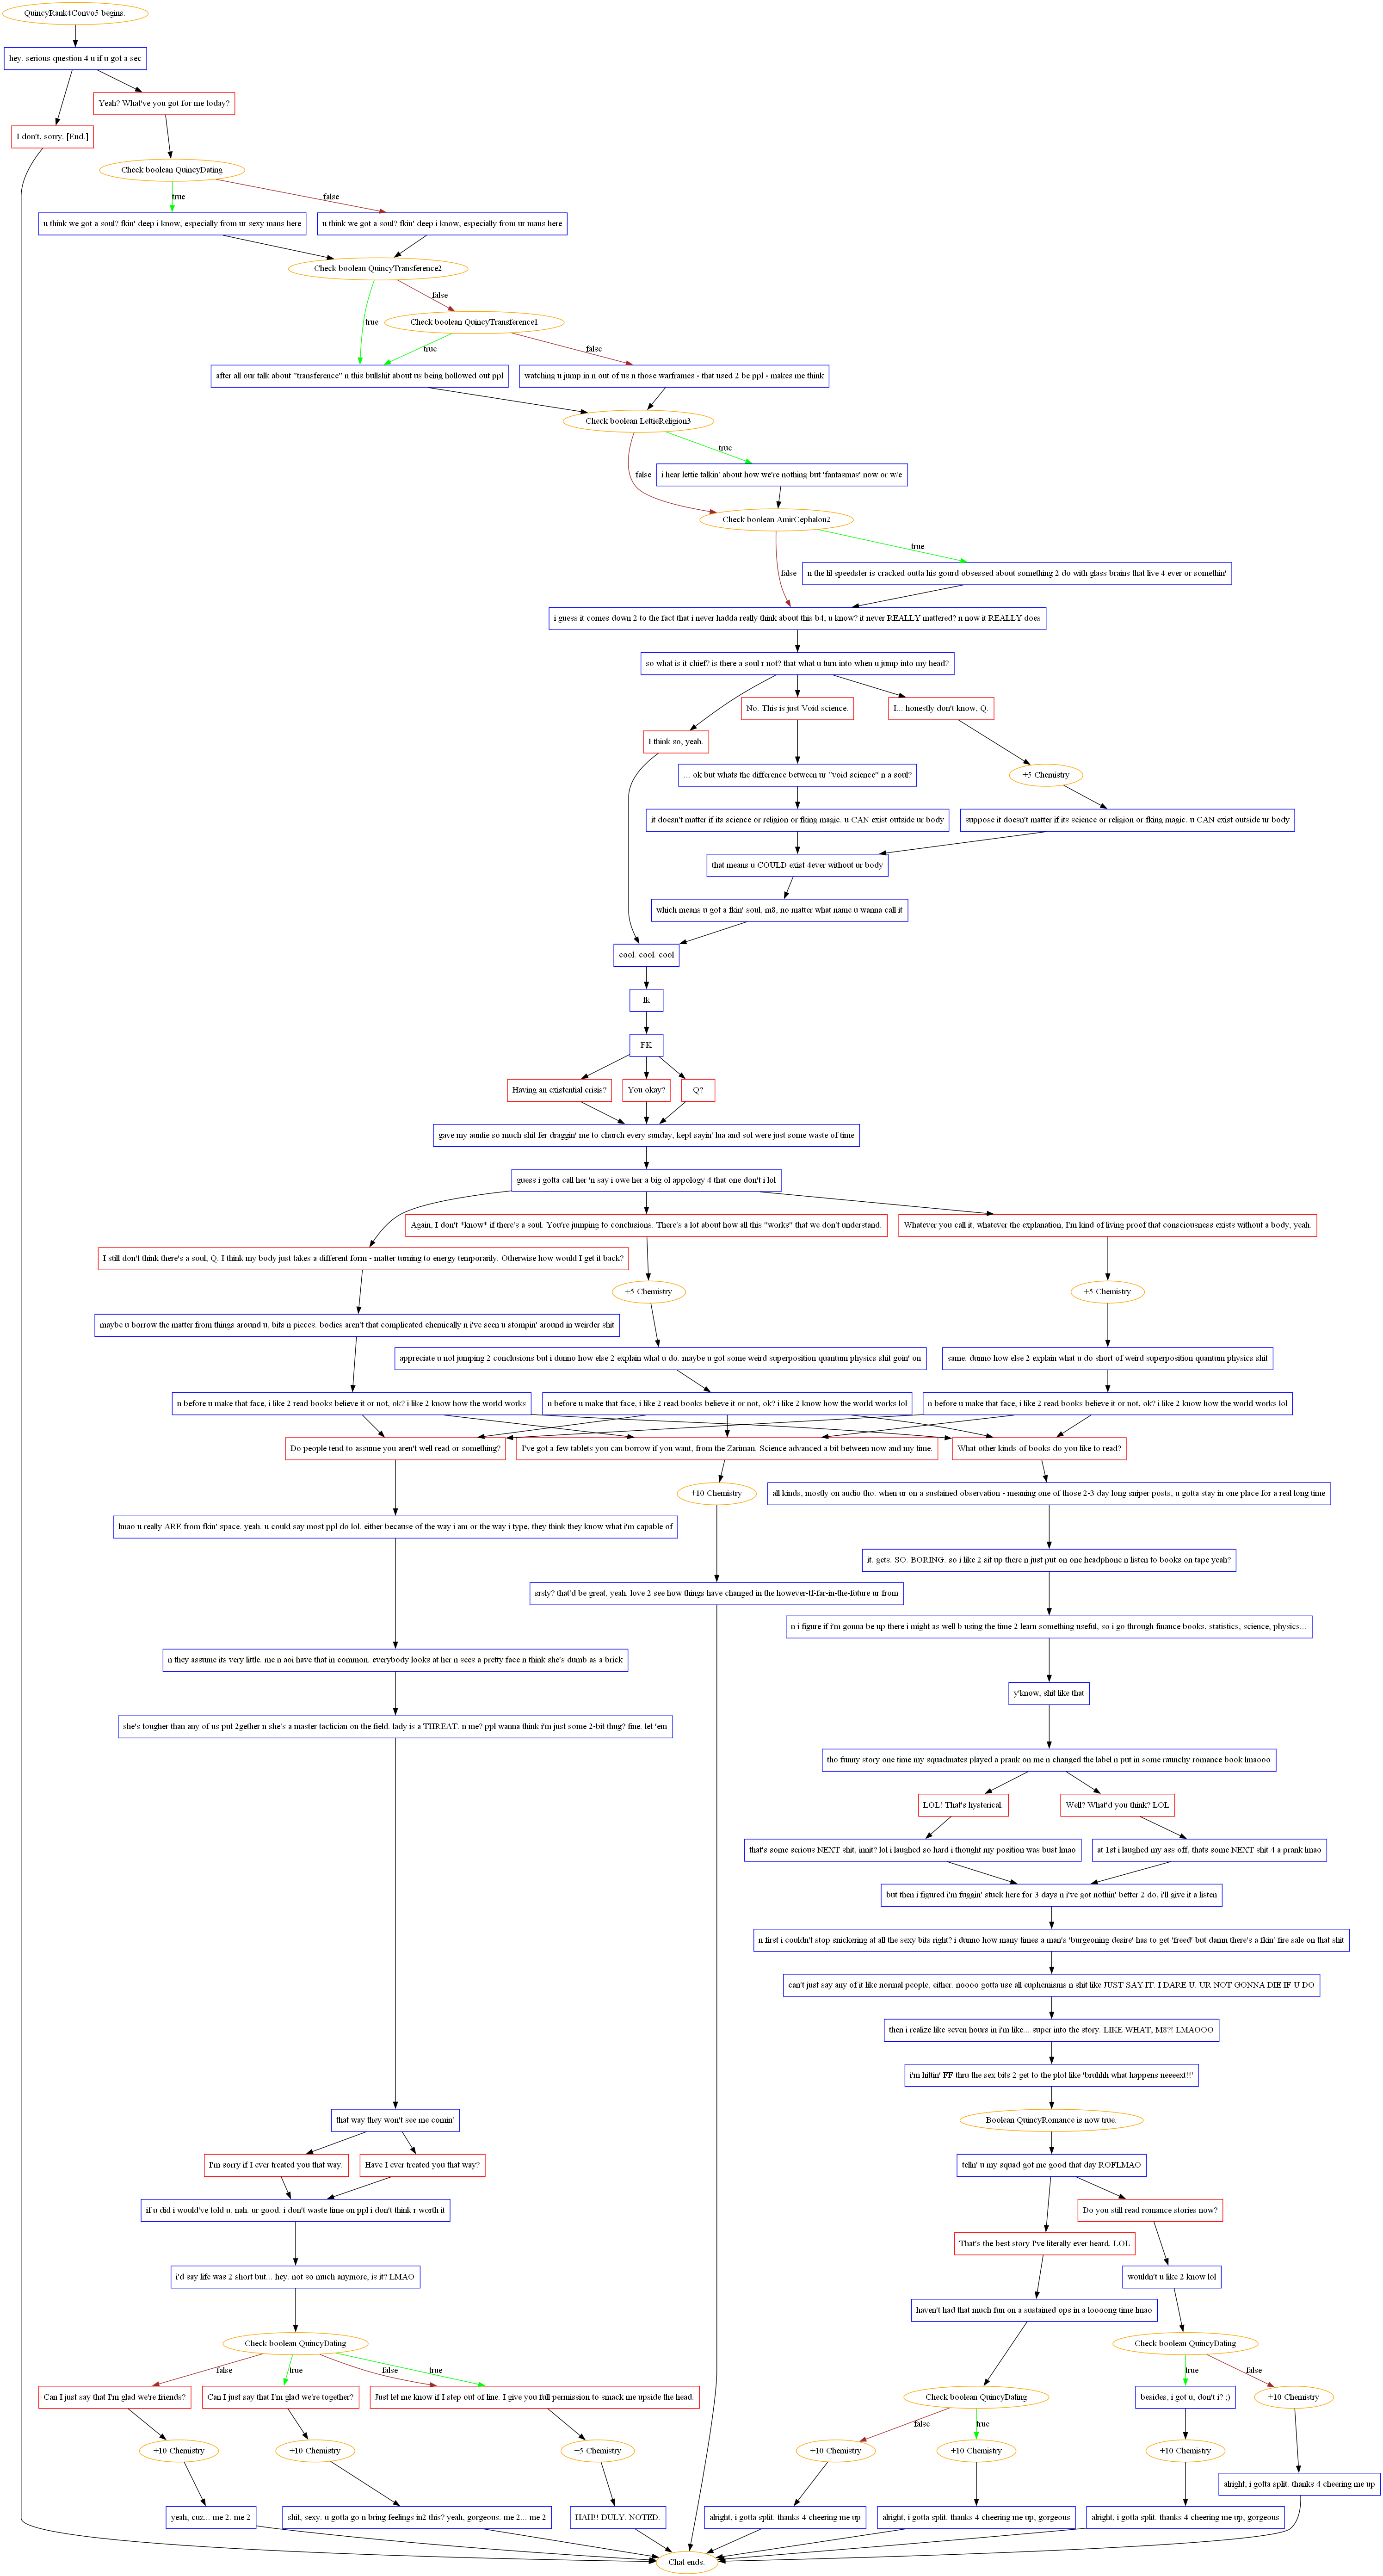 QuincyRank4Convo5 begins.
hey. serious question 4 u if u got a sec
Yeah? What've you got for me today?
I don't, sorry. [End.]
Check boolean QuincyDating
true
false
u think we got a soul? fkin' deep i know, especially from ur sexy mans here
u think we got a soul? fkin' deep i know, especially from ur mans here
Check boolean QuincyTransference2
false
true
Check boolean QuincyTransference1
true
false
after all our talk about "transference" n this bullshit about us being hollowed out ppl
watching u jump in n out of us n those warframes - that used 2 be ppl - makes me think
Check boolean LettieReligion3
true
false
i hear lettie talkin' about how we're nothing but 'fantasmas' now or w/e
Check boolean AmirCephalon2
true
false
n the lil speedster is cracked outta his gourd obsessed about something 2 do with glass brains that live 4 ever or somethin'
i guess it comes down 2 to the fact that i never hadda really think about this b4, u know? it never REALLY mattered? n now it REALLY does
so what is it chief? is there a soul r not? that what u turn into when u jump into my head?
No. This is just Void science.
I... honestly don't know, Q.
I think so, yeah.
... ok but whats the difference between ur "void science" n a soul?
+5 Chemistry
it doesn't matter if its science or religion or fking magic. u CAN exist outside ur body
suppose it doesn't matter if its science or religion or fking magic. u CAN exist outside ur body
that means u COULD exist 4ever without ur body
which means u got a fkin' soul, m8, no matter what name u wanna call it
cool. cool. cool
fk
FK
Having an existential crisis?
You okay?
Q?
gave my auntie so much shit fer draggin' me to church every sunday, kept sayin' lua and sol were just some waste of time
guess i gotta call her 'n say i owe her a big ol appology 4 that one don't i lol
Again, I don't *know* if there's a soul. You're jumping to conclusions. There's a lot about how all this "works" that we don't understand.
Whatever you call it, whatever the explanation, I'm kind of living proof that consciousness exists without a body, yeah.
I still don't think there's a soul, Q. I think my body just takes a different form - matter turning to energy temporarily. Otherwise how would I get it back?
+5 Chemistry
+5 Chemistry
maybe u borrow the matter from things around u, bits n pieces. bodies aren't that complicated chemically n i've seen u stompin' around in weirder shit
appreciate u not jumping 2 conclusions but i dunno how else 2 explain what u do. maybe u got some weird superposition quantum physics shit goin' on
same. dunno how else 2 explain what u do short of weird superposition quantum physics shit
n before u make that face, i like 2 read books believe it or not, ok? i like 2 know how the world works
n before u make that face, i like 2 read books believe it or not, ok? i like 2 know how the world works lol
n before u make that face, i like 2 read books believe it or not, ok? i like 2 know how the world works lol
Do people tend to assume you aren't well read or something?
I've got a few tablets you can borrow if you want, from the Zariman. Science advanced a bit between now and my time.
What other kinds of books do you like to read?
+10 Chemistry
all kinds, mostly on audio tho. when ur on a sustained observation - meaning one of those 2-3 day long sniper posts, u gotta stay in one place for a real long time
lmao u really ARE from fkin' space. yeah. u could say most ppl do lol. either because of the way i am or the way i type, they think they know what i'm capable of
it. gets. SO. BORING. so i like 2 sit up there n just put on one headphone n listen to books on tape yeah?
srsly? that'd be great, yeah. love 2 see how things have changed in the however-tf-far-in-the-future ur from
n i figure if i'm gonna be up there i might as well b using the time 2 learn something useful, so i go through finance books, statistics, science, physics...
n they assume its very little. me n aoi have that in common. everybody looks at her n sees a pretty face n think she's dumb as a brick
y'know, shit like that
she's tougher than any of us put 2gether n she's a master tactician on the field. lady is a THREAT. n me? ppl wanna think i'm just some 2-bit thug? fine. let 'em
tho funny story one time my squadmates played a prank on me n changed the label n put in some raunchy romance book lmaooo
LOL! That's hysterical.
Well? What'd you think? LOL
that's some serious NEXT shit, innit? lol i laughed so hard i thought my position was bust lmao
at 1st i laughed my ass off, thats some NEXT shit 4 a prank lmao
but then i figured i'm fuggin' stuck here for 3 days n i've got nothin' better 2 do, i'll give it a listen
n first i couldn't stop snickering at all the sexy bits right? i dunno how many times a man's 'burgeoning desire' has to get 'freed' but damn there's a fkin' fire sale on that shit
can't just say any of it like normal people, either. noooo gotta use all euphemisms n shit like JUST SAY IT. I DARE U. UR NOT GONNA DIE IF U DO
then i realize like seven hours in i'm like... super into the story. LIKE WHAT, M8?! LMAOOO
i'm hittin' FF thru the sex bits 2 get to the plot like 'bruhhh what happens neeeext!!'
Boolean QuincyRomance is now true.
that way they won't see me comin'
I'm sorry if I ever treated you that way.
Have I ever treated you that way?
telln' u my squad got me good that day ROFLMAO
if u did i would've told u. nah. ur good. i don't waste time on ppl i don't think r worth it
Do you still read romance stories now?
That's the best story I've literally ever heard. LOL
i'd say life was 2 short but... hey. not so much anymore, is it? LMAO
wouldn't u like 2 know lol
haven't had that much fun on a sustained ops in a loooong time lmao
Check boolean QuincyDating
Check boolean QuincyDating
false
true
false
true
true
false
Can I just say that I'm glad we're friends?
Can I just say that I'm glad we're together?
Just let me know if I step out of line. I give you full permission to smack me upside the head.
Check boolean QuincyDating
besides, i got u, don't i? ;)
+10 Chemistry
false
true
+10 Chemistry
+10 Chemistry
+5 Chemistry
+10 Chemistry
+10 Chemistry
+10 Chemistry
alright, i gotta split. thanks 4 cheering me up
yeah, cuz... me 2. me 2
shit, sexy. u gotta go n bring feelings in2 this? yeah, gorgeous. me 2... me 2
HAH!! DULY. NOTED.
alright, i gotta split. thanks 4 cheering me up
alright, i gotta split. thanks 4 cheering me up, gorgeous
alright, i gotta split. thanks 4 cheering me up, gorgeous
Chat ends.